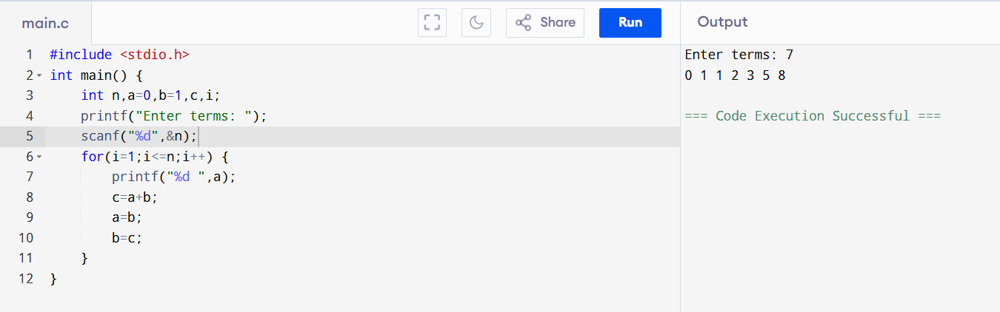 main.c
Share
Run
Output
1 #include <stdio.h>
2 int main() {
3     int n,a=0,b=1,c,i;
4     printf("Enter terms: ");
5     scanf("%d",&n);
6     for(i=1;i<=n;i++) {
7         printf("%d ",a);
8         c=a+b;
9         a=b;
10         b=c;
11     }
12 }
Enter terms: 7
0 1 1 2 3 5 8
=== Code Execution Successful ===